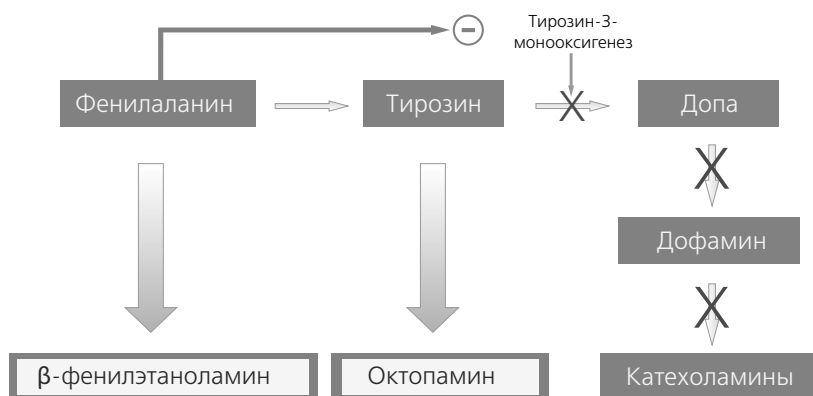 Тирозин-3-
монооксигенез
Фенилаланин
Тирозин
Допа
Дофамин
β-фенилэтаноламин
Октопамин
Катехоламины